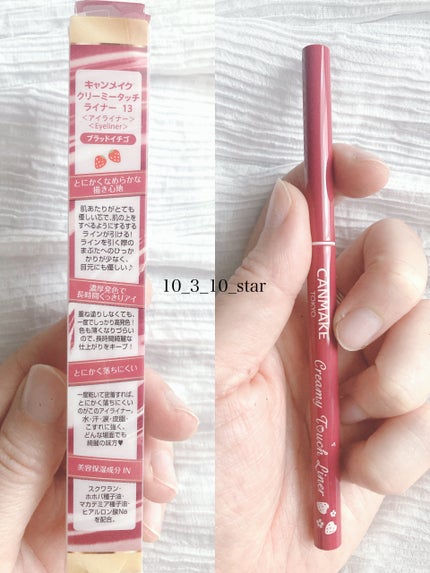 キャンメイク
クリーミータッチ
ライナー 13
<アイライナー>
<Eyeliner>
ブラッドイチゴ
とにかくなめらかな
描き心地
肌あたりがとても
優しい芯で、肌の上を
すべるようにするする
ラインが引ける!
ラインを引く際の
まぶたへのひっか
かりが少なく、
目元にも優しい♪
濃厚発色で
長時間くっきりアイ
重ね塗りしなくても、
一度でしっかり高発色!
色も薄くなりづらい
ので、長時間綺麗な
仕上がりをキープ!
とにかく落ちにくい
一度乾いて密着すれば、
とにかく落ちにくい
のがこのアイライナー。
水・汗・涙・皮脂・
こすれに強く、
どんな場面でも
綺麗の味方♥
美容保湿成分 IN
スクワラン・
ホホバ種子油・
マカデミア種子油・
ヒアルロン酸Na
を配合。
10_3_10_star
CANMAKE
TOKYO
Creamy Touch Liner